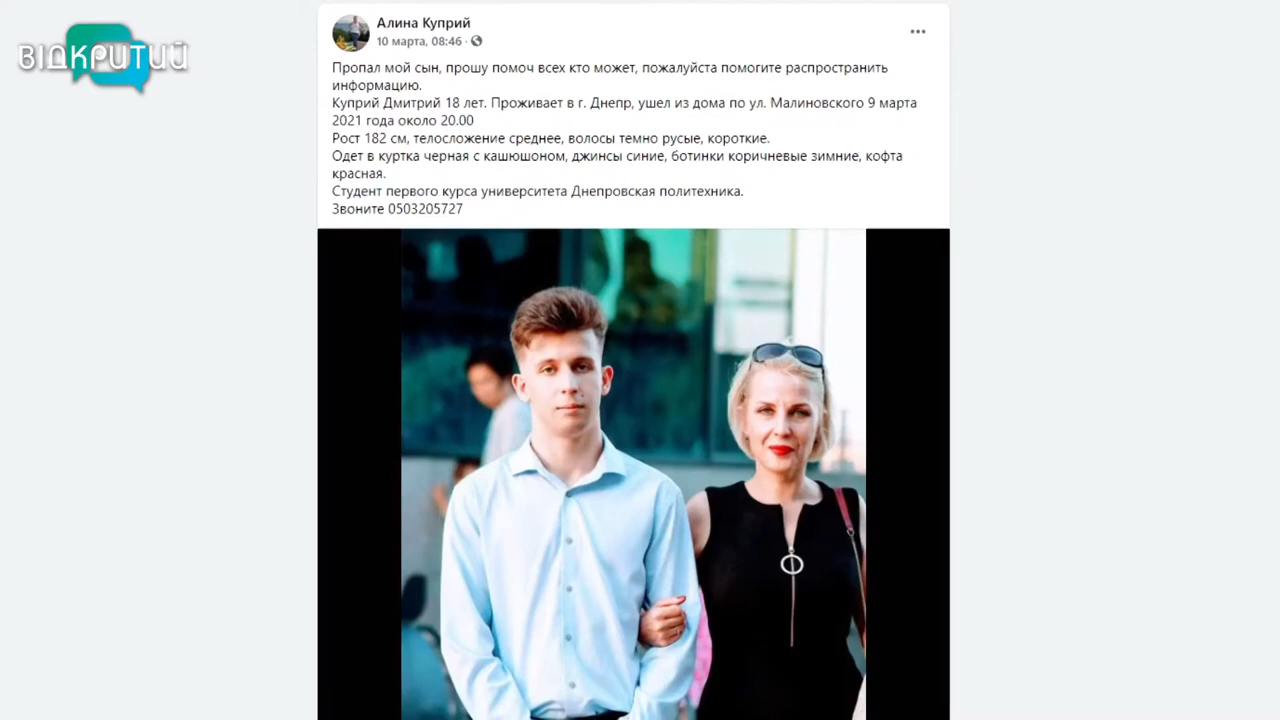 ВІДКРИТИЙ
Алина Куприй
10 марта, 08:46 ·
Пропал мой сын, прошу помоч всех кто может, пожалуйста помогите распространить
информацию.
Куприй Дмитрий 18 лет. Проживает в г. Днепр, ушел из дома по ул. Малиновского 9 марта
2021 года около 20.00
Рост 182 см, телосложение среднее, волосы темно русые, короткие.
Одет в куртка черная с кашюшоном, джинсы синие, ботинки коричневые зимние, кофта
красная.
Студент первого курса университета Днепровская политехника.
Звоните 0503205727